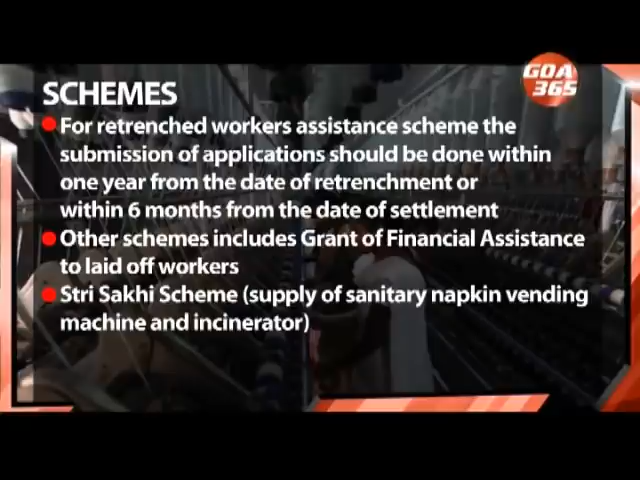 SCHEMES
GOA
365
For retrenched workers assistance scheme the
submission of applications should be done within
one year from the date of retrenchment or
within 6 months from the date of settlement
Other schemes includes Grant of Financial Assistance
to laid off workers
Stri Sakhi Scheme (supply of sanitary napkin vending
machine and incinerator)